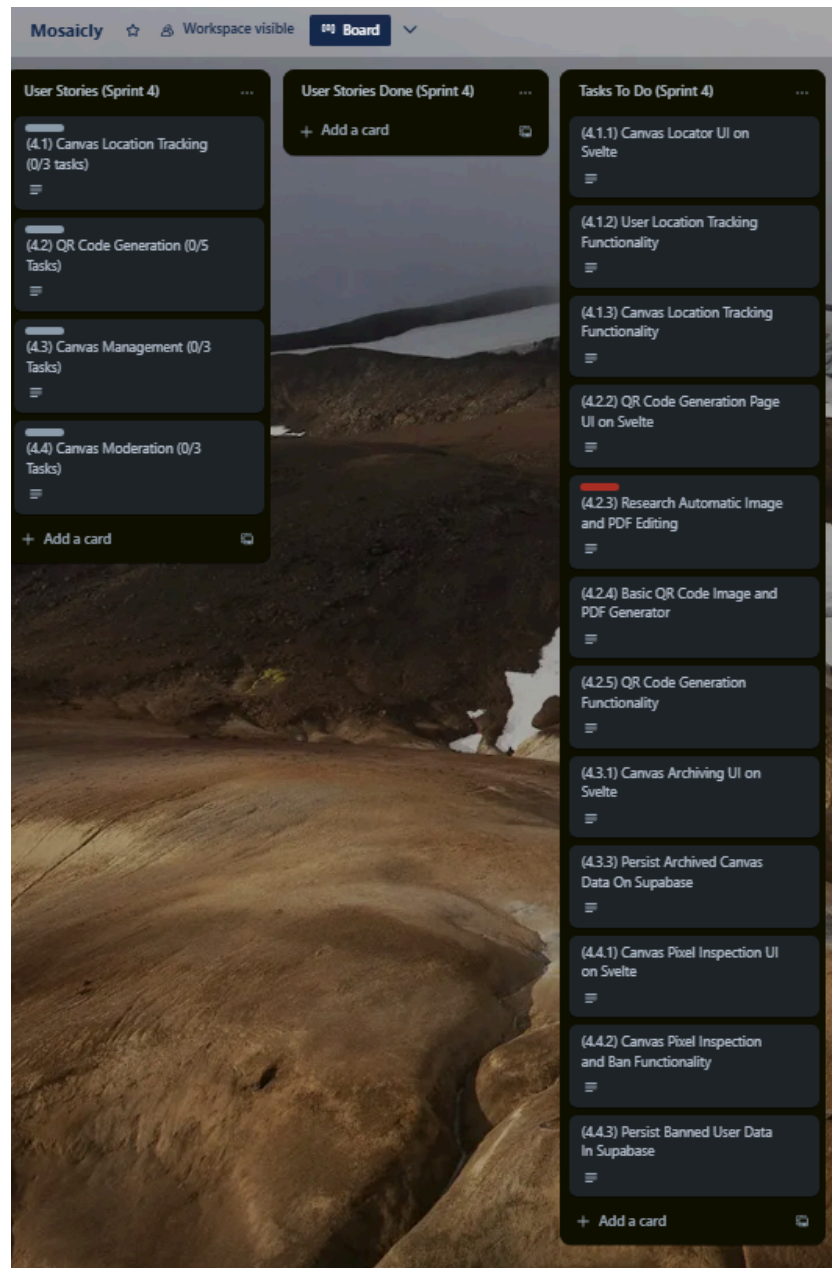 Mosaicly
Workspace visible
Board
User Stories (Sprint 4)
(4.1) Canvas Location Tracking
(0/3 tasks)
(4.2) QR Code Generation (0/5
Tasks)
(4.3) Canvas Management (0/3
Tasks)
(4.4) Canvas Moderation (0/3
Tasks)
+ Add a card
User Stories Done (Sprint 4)
+ Add a card
Tasks To Do (Sprint 4)
(4.1.1) Canvas Locator UI on
Svelte
(4.1.2) User Location Tracking
Functionality
(4.1.3) Canvas Location Tracking
Functionality
(4.2.2) QR Code Generation Page
UI on Svelte
(4.2.3) Research Automatic Image
and PDF Editing
(4.2.4) Basic QR Code Image and
PDF Generator
(4.2.5) QR Code Generation
Functionality
(4.3.1) Canvas Archiving UI on
Svelte
(4.3.3) Persist Archived Canvas
Data On Supabase
(4.4.1) Canvas Pixel Inspection UI
on Svelte
(4.4.2) Canvas Pixel Inspection
and Ban Functionality
(4.4.3) Persist Banned User Data
In Supabase
+ Add a card